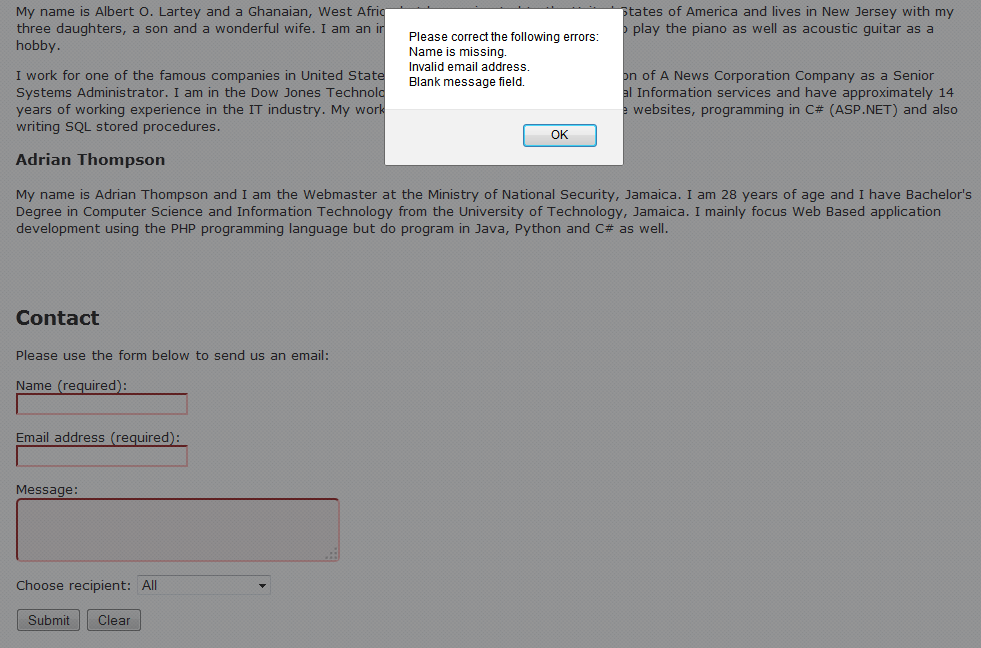 My name is Albert O. Lartey and a Ghanaian, West Afric
States of America and lives in New Jersey with my
three daughters, a son and a wonderful wife. I am an in
o play the piano as well as acoustic guitar as a
hobby.
I work for one of the famous companies in United State
on of A News Corporation Company as a Senior
Systems Administrator. I am in the Dow Jones Technolo
al Information services and have approximately 14
years of working experience in the IT industry. My work
e websites, programming in C# (ASP.NET) and also
writing SQL stored procedures.
Please correct the following errors:
Name is missing.
Invalid email address.
Blank message field.
OK
Adrian Thompson
My name is Adrian Thompson and I am the Webmaster at the Ministry of National Security, Jamaica. I am 28 years of age and I have Bachelor's
Degree in Computer Science and Information Technology from the University of Technology, Jamaica. I mainly focus Web Based application
development using the PHP programming language but do program in Java, Python and C# as well.
Contact
Please use the form below to send us an email:
Name (required):
Email address (required):
Message:
Choose recipient: All
Submit Clear